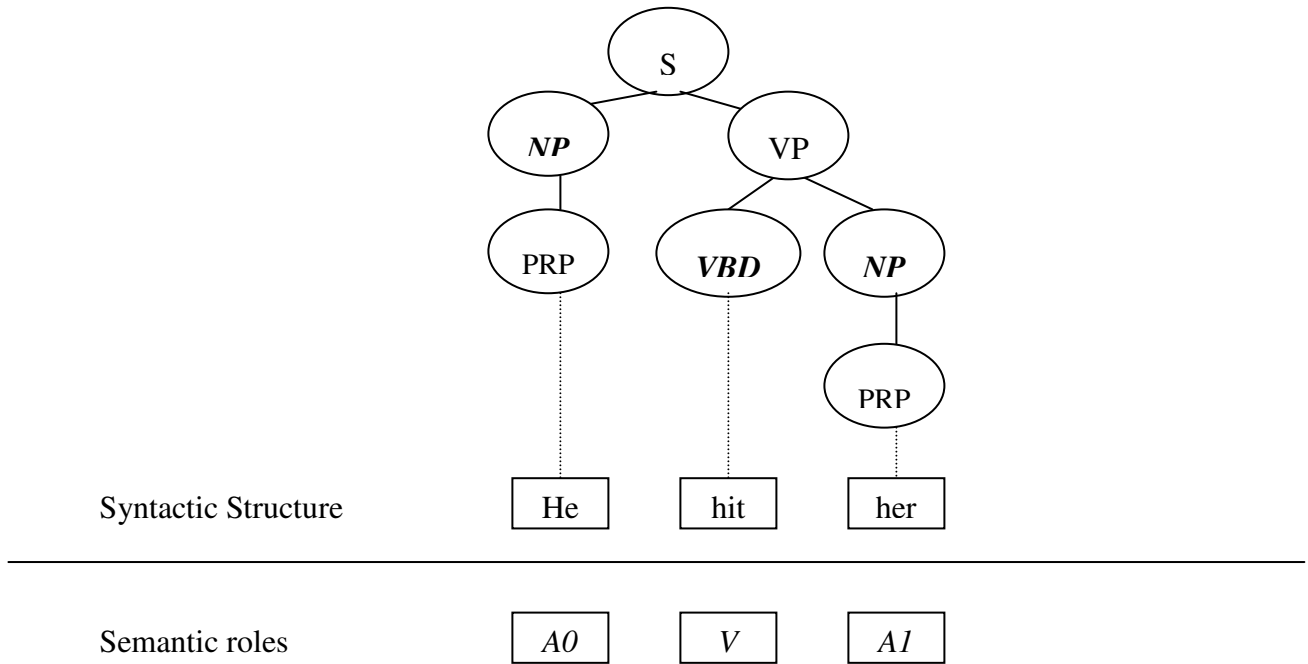 S
NP VP
PRP VBD NP
PRP
Syntactic Structure He hit her
Semantic roles A0 V A1